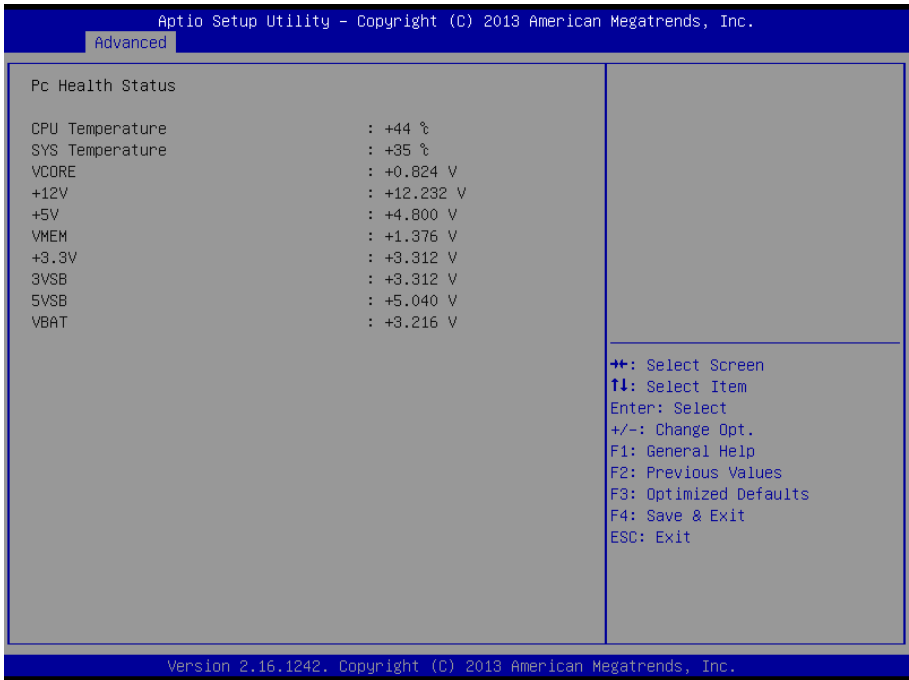 Aptio Setup Utility – Copyright (C) 2013 American Megatrends, Inc.
Advanced
Pc Health Status
CPU Temperature : +44 ℃
SYS Temperature : +35 ℃
VCORE : +0.824 V
+12V : +12.232 V
+5V : +4.800 V
VMEM : +1.376 V
+3.3V : +3.312 V
3VSB : +3.312 V
5VSB : +5.040 V
VBAT : +3.216 V
→←: Select Screen
↑↓: Select Item
Enter: Select
+/-: Change Opt.
F1: General Help
F2: Previous Values
F3: Optimized Defaults
F4: Save & Exit
ESC: Exit
Version 2.16.1242. Copyright (C) 2013 American Megatrends, Inc.